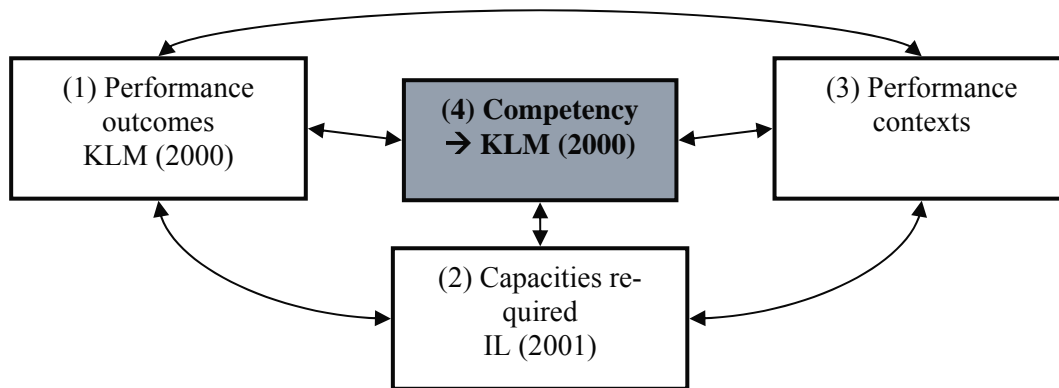 (1) Performance
outcomes
KLM (2000)
(4) Competency
→ KLM (2000)
(3) Performance
contexts
(2) Capacities re-
quired
IL (2001)